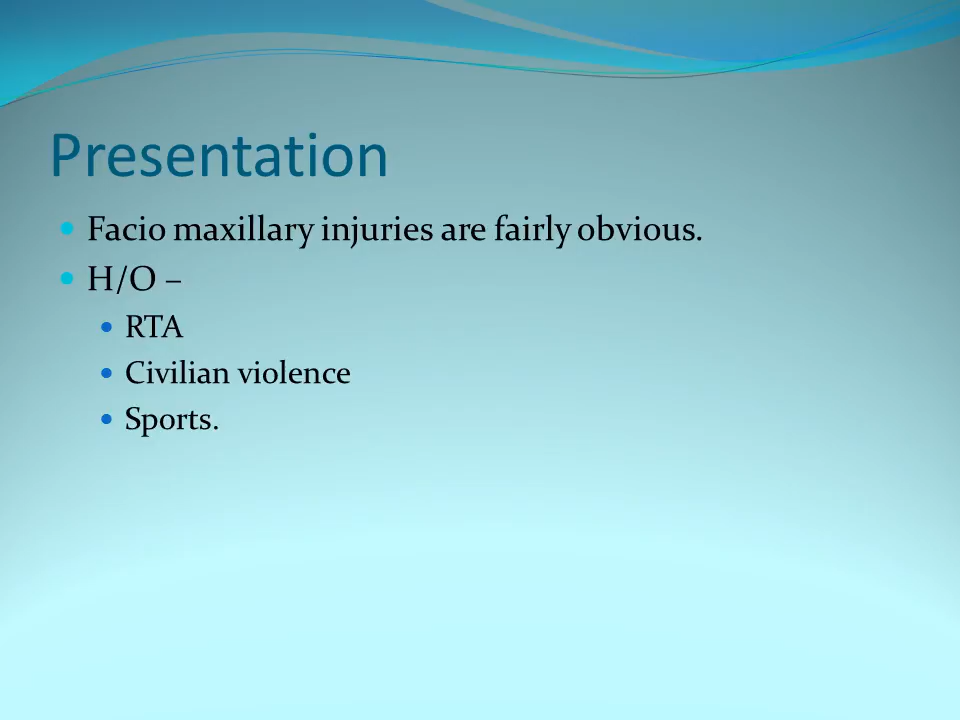 Presentation
Facio maxillary injuries are fairly obvious.
H/O –
RTA
Civilian violence
Sports.